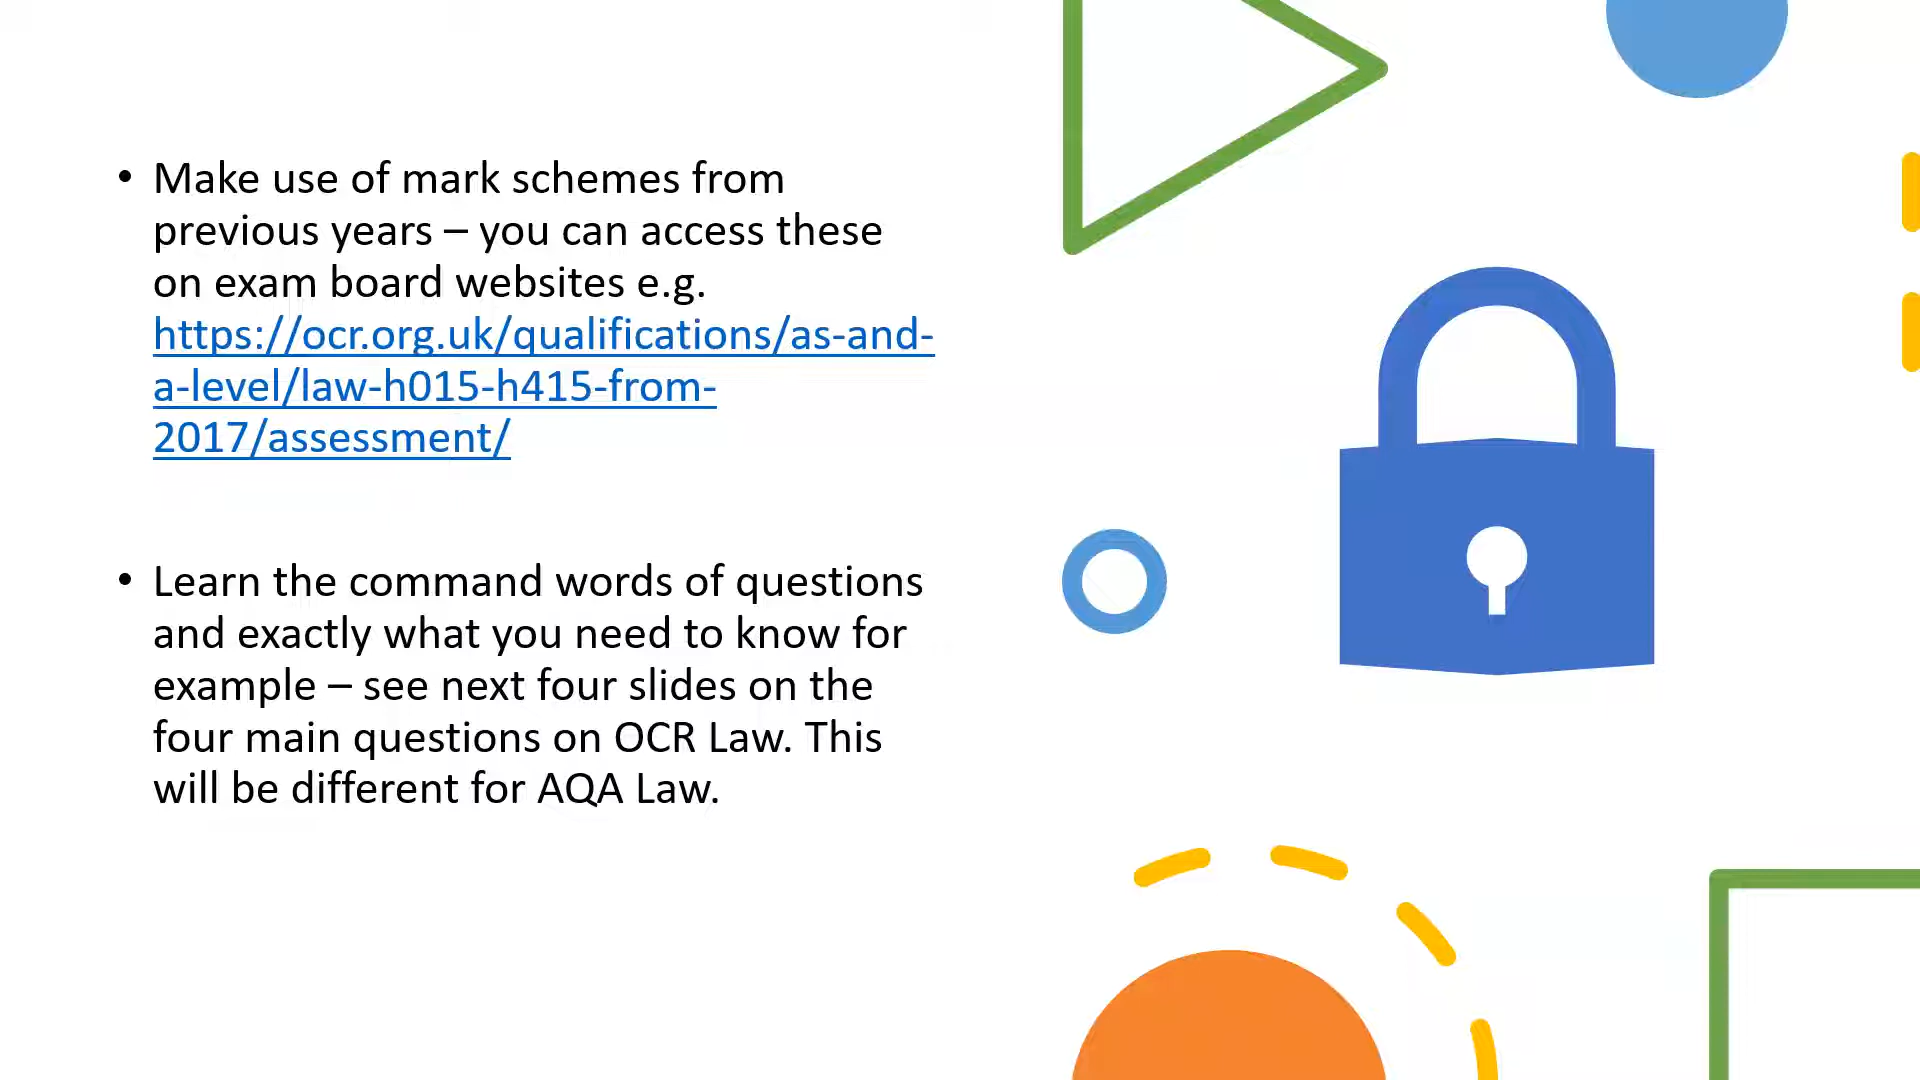 • Make use of mark schemes from
previous years – you can access these
on exam board websites e.g.
https://ocr.org.uk/qualifications/as-and-
a-level/law-h015-h415-from-
2017/assessment/
• Learn the command words of questions
and exactly what you need to know for
example – see next four slides on the
four main questions on OCR Law. This
will be different for AQA Law.